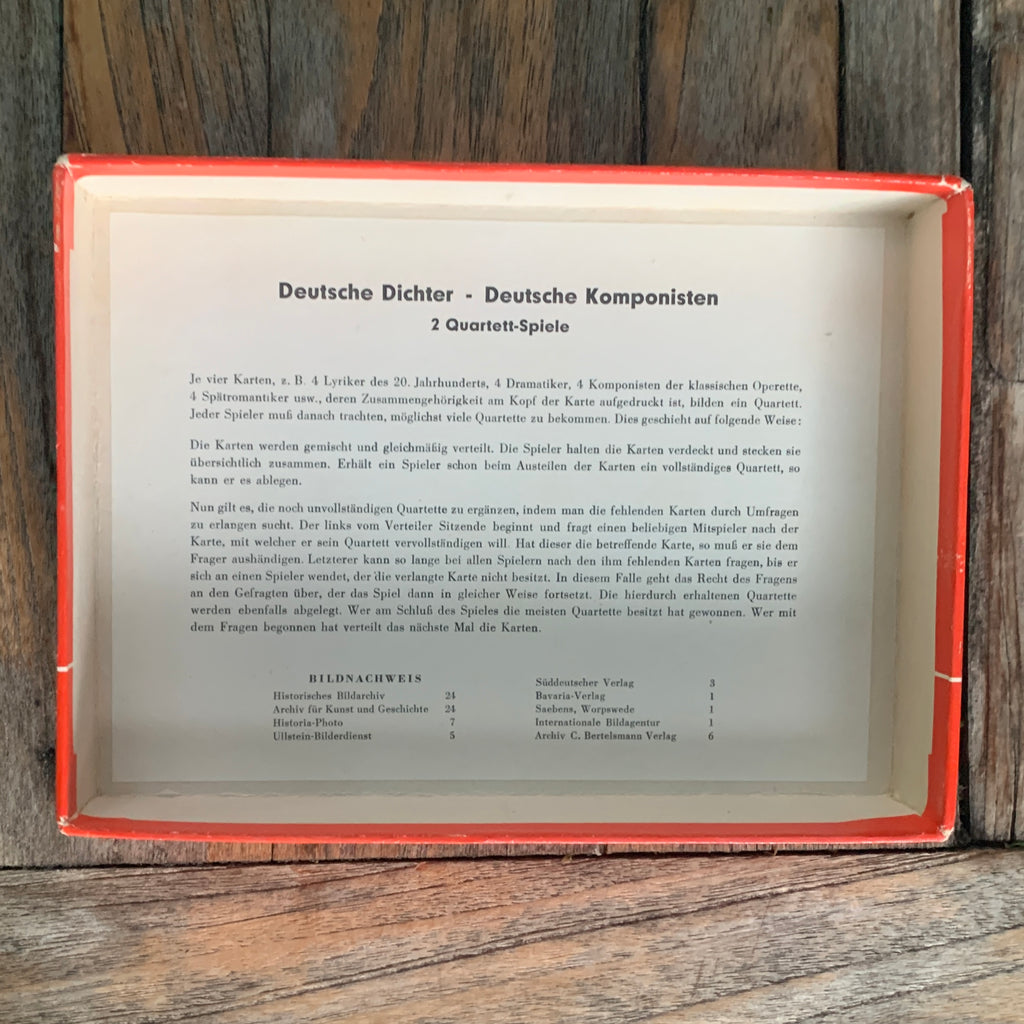 Deutsche Dichter - Deutsche Komponisten
2 Quartett-Spiele
Je vier Karten, z. B. 4 Lyriker des 20. Jahrhunderts, 4 Dramatiker, 4 Komponisten der klassischen Operette,
4 Spätromantiker usw., deren Zusammengehörigkeit am Kopf der Karte aufgedruckt ist, bilden ein Quartett.
Jeder Spieler muß danach trachten, möglichst viele Quartette zu bekommen. Dies geschieht auf folgende Weise:
Die Karten werden gemischt und gleichmäßig verteilt. Die Spieler halten die Karten verdeckt und stecken sie
übersichtlich zusammen. Erhält ein Spieler schon beim Austeilen der Karten ein vollständiges Quartett, so
kann er es ablegen.
Nun gilt es, die noch unvollständigen Quartette zu ergänzen, indem man die fehlenden Karten durch Umfragen
zu erlangen sucht. Der links vom Verteiler Sitzende beginnt und fragt einen beliebigen Mitspieler nach der
Karte, mit welcher er sein Quartett vervollständigen will. Hat dieser die betreffende Karte, so muß er sie dem
Frager aushändigen. Letzterer kann so lange bei allen Spielern nach den ihm fehlenden Karten fragen, bis er
sich an einen Spieler wendet, der die verlangte Karte nicht besitzt. In diesem Falle geht das Recht des Fragens
an den Gefragten über, der das Spiel dann in gleicher Weise fortsetzt. Die hierdurch erhaltenen Quartette
werden ebenfalls abgelegt. Wer am Schluß des Spieles die meisten Quartette besitzt hat gewonnen. Wer mit
dem Fragen begonnen hat verteilt das nächste Mal die Karten.
BILDNACHWEIS
Historisches Bildarchiv 24
Archiv für Kunst und Geschichte 24
Historia-Photo 7
Ullstein-Bilderdienst 5
Süddeutscher Verlag 3
Bavaria-Verlag 1
Saebens, Worpswede 1
Internationale Bildagentur 1
Archiv C. Bertelsmann Verlag 6